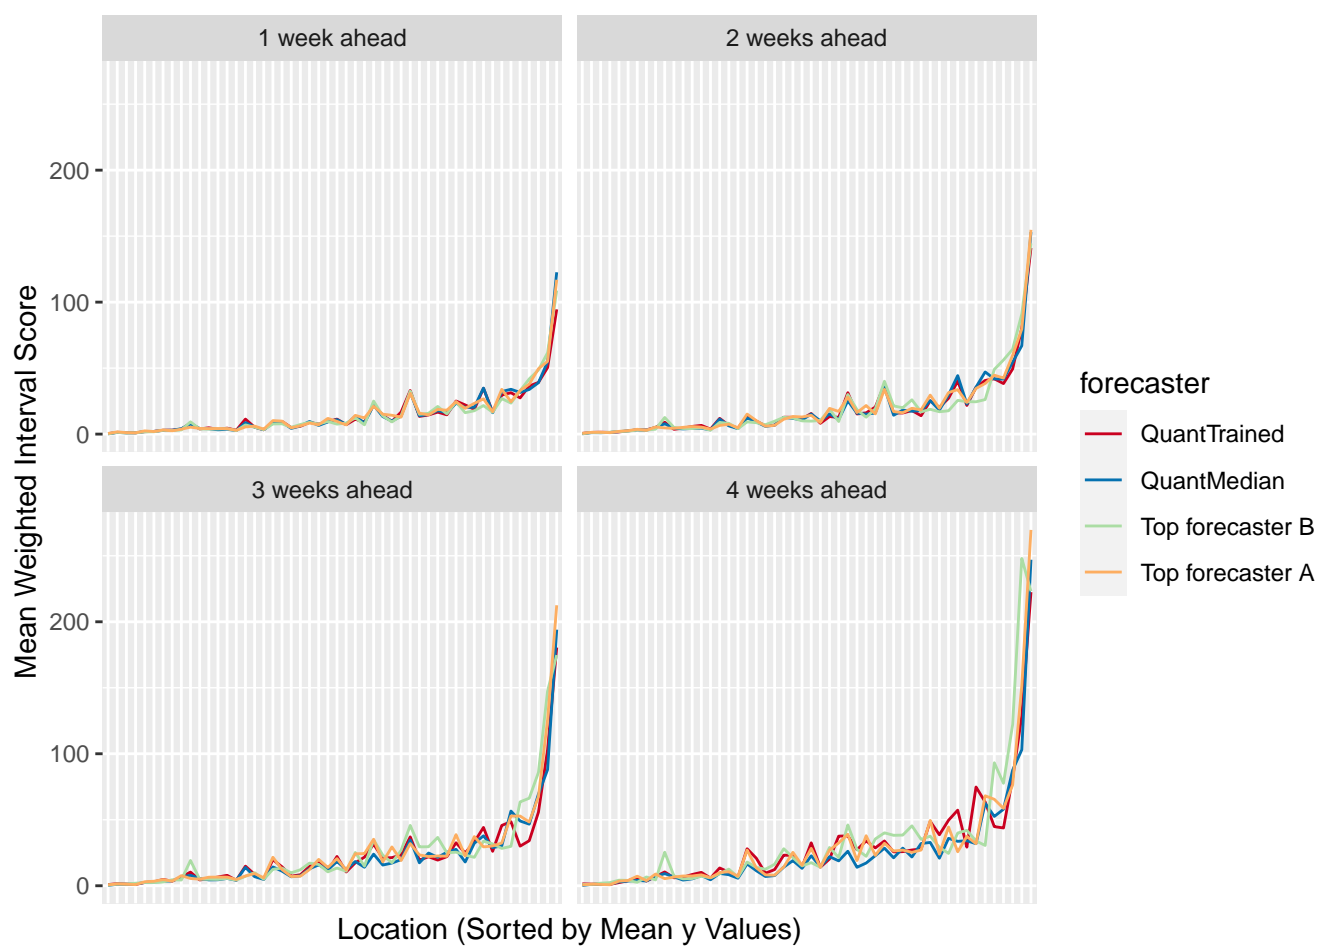 1 week ahead
2 weeks ahead
200
100
0
3 weeks ahead
4 weeks ahead
200
100
0
Mean Weighted Interval Score
Location (Sorted by Mean y Values)
forecaster
QuantTrained
QuantMedian
Top forecaster B
Top forecaster A